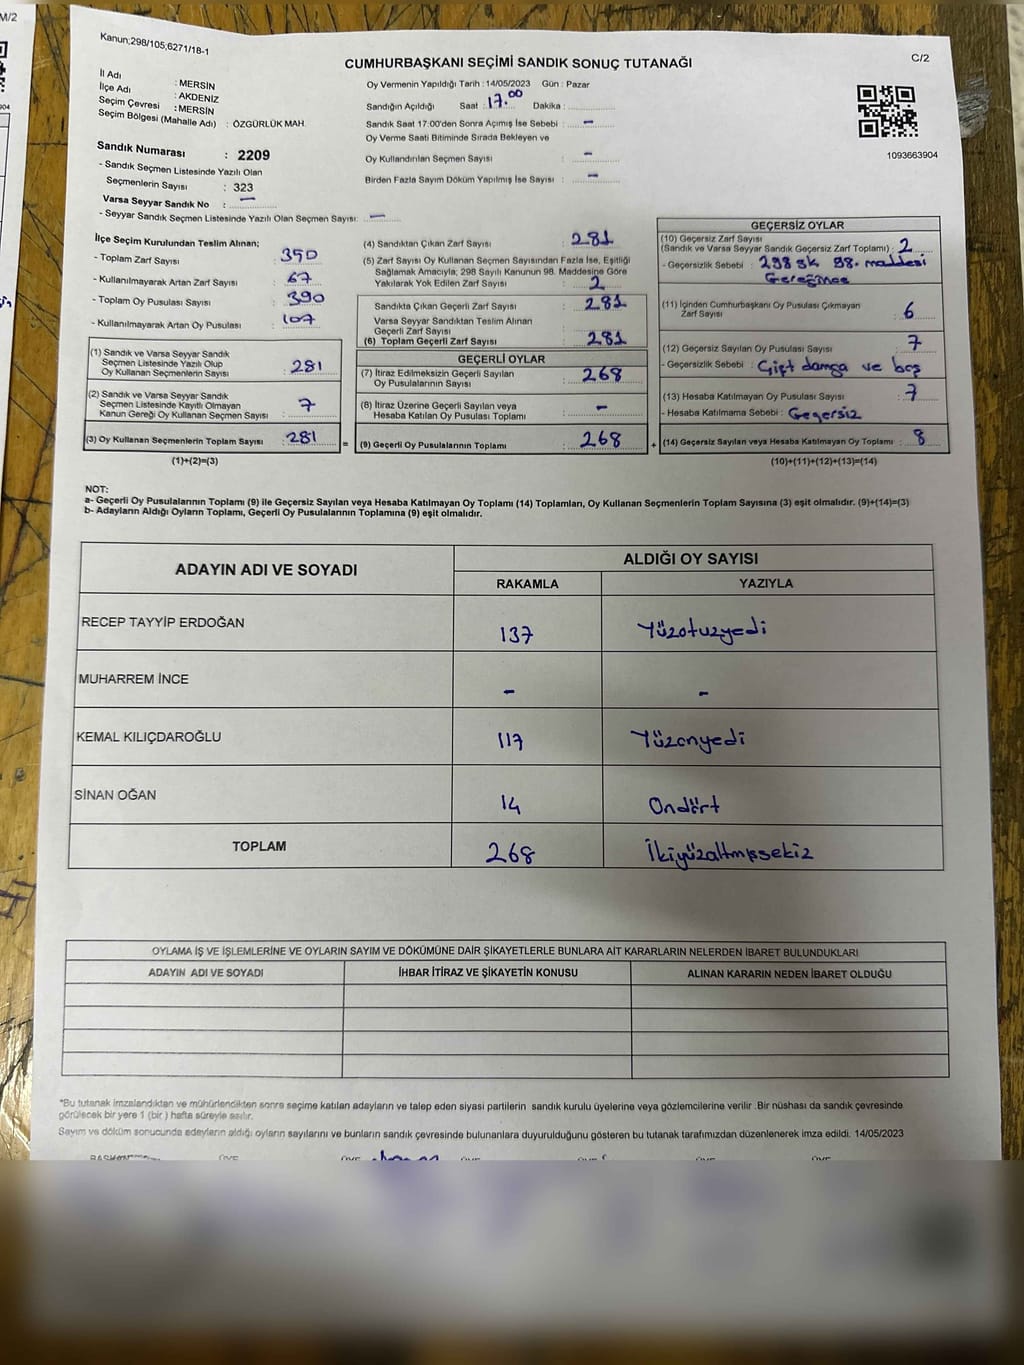 M/2
Kanun;298/105,6271/18-1
C/2
CUMHURBAŞKANI SEÇİMİ SANDIK SONUÇ TUTANAĞI
İl Adı : MERSİN
İlçe Adı : AKDENİZ
Seçim Çevresi : MERSİN
Seçim Bölgesi (Mahalle Adı) : ÖZGÜRLÜK MAH.
Sandık Numarası : 2209
- Sandık Seçmen Listesinde Yazılı Olan
Seçmenlerin Sayısı : 323
Varsa Seyyar Sandık No : –
- Seyyar Sandık Seçmen Listesinde Yazılı Olan Seçmen Sayısı: –
Oy Vermenin Yapıldığı Tarih : 14/05/2023 Gün : Pazar
Sandığın Açıldığı Saat : 17.00 Dakika :
Sandık Saat 17:00'den Sonra Açımış İse Sebebi : –
Oy Verme Saati Bitiminde Sırada Bekleyen ve
Oy Kullandırılan Seçmen Sayısı : –
Birden Fazla Sayım Döküm Yapılmış İse Sayısı : –
1093663904
İlçe Seçim Kurulundan Teslim Alınan;
- Toplam Zarf Sayısı : 350
- Kullanılmayarak Artan Zarf Sayısı : 67
- Toplam Oy Pusulası Sayısı : 390
- Kullanılmayarak Artan Oy Pusulası : 107
(1) Sandık ve Varsa Seyyar Sandık
Seçmen Listesinde Yazılı Olup
Oy Kullanan Seçmenlerin Sayısı : 281
(2) Sandık ve Varsa Seyyar Sandık
Seçmen Listesinde Kayıtlı Olmayan
Kanun Gereği Oy Kullanan Seçmen Sayısı : 7
(3) Oy Kullanan Seçmenlerin Toplam Sayısı : 281
(1)+(2)=(3)
(4) Sandıktan Çıkan Zarf Sayısı : 281
(5) Zarf Sayısı Oy Kullanan Seçmen Sayısından Fazla İse, Eşitliği
Sağlamak Amacıyla; 298 Sayılı Kanunun 98. Maddesine Göre
Yakılarak Yok Edilen Zarf Sayısı : 2
Sandıkta Çıkan Geçerli Zarf Sayısı : 281
Varsa Seyyar Sandıktan Teslim Alınan
Geçerli Zarf Sayısı
(6) Toplam Geçerli Zarf Sayısı : 281
GEÇERLİ OYLAR
(7) İtiraz Edilmeksizin Geçerli Sayılan
Oy Pusulalarının Sayısı : 268
(8) İtiraz Üzerine Geçerli Sayılan veya
Hesaba Katılan Oy Pusulası Toplamı : –
= (9) Geçerli Oy Pusulalarının Toplamı : 268 +
GEÇERSİZ OYLAR
(10) Geçersiz Zarf Sayısı
(Sandık ve Varsa Seyyar Sandık Geçersiz Zarf Toplamı) : 2
- Geçersizlik Sebebi : 298 sk 98. maddesi
Gereğince
(11) İçinden Cumhurbaşkanı Oy Pusulası Çıkmayan
Zarf Sayısı : 6
(12) Geçersiz Sayılan Oy Pusulası Sayısı : 7
- Geçersizlik Sebebi : Çift damga ve boş
(13) Hesaba Katılmayan Oy Pusulası Sayısı : 7
- Hesaba Katılmama Sebebi : Geçersiz
(14) Geçersiz Sayılan veya Hesaba Katılmayan Oy Toplamı : 8
(10)+(11)+(12)+(13)=(14)
NOT:
a- Geçerli Oy Pusulalarının Toplamı (9) ile Geçersiz Sayılan veya Hesaba Katılmayan Oy Toplamı (14) Toplamları, Oy Kullanan Seçmenlerin Toplam Sayısına (3) eşit olmalıdır. (9)+(14)=(3)
b- Adayların Aldığı Oyların Toplamı, Geçerli Oy Pusulalarının Toplamına (9) eşit olmalıdır.
ADAYIN ADI VE SOYADI ALDIĞI OY SAYISI
RAKAMLA YAZIYLA
RECEP TAYYİP ERDOĞAN 137 Yüzotuzyedi
MUHARREM İNCE – –
KEMAL KILIÇDAROĞLU 117 Yüzonyedi
SİNAN OĞAN 14 Ondört
TOPLAM 268 İkiyüzaltmışsekiz
OYLAMA İŞ VE İŞLEMLERİNE VE OYLARIN SAYIM VE DÖKÜMÜNE DAİR ŞİKAYETLERLE BUNLARA AİT KARARLARIN NELERDEN İBARET BULUNDUKLARI
ADAYIN ADI VE SOYADI İHBAR İTİRAZ VE ŞİKAYETİN KONUSU ALINAN KARARIN NEDEN İBARET OLDUĞU
*Bu tutanak imzalandıktan ve mühürlendikten sonra seçime katılan adayların ve talep eden siyasi partilerin sandık kurulu üyelerine veya gözlemcilerine verilir. Bir nüshası da sandık çevresinde
görülecek bir yere 1 (bir ) hafta süreyle asılır.
Sayım ve döküm sonucunda adayların aldığı oyların sayılarını ve bunların sandık çevresinde bulunanlara duyurulduğunu gösteren bu tutanak tarafımızdan düzenlenerek imza edildi. 14/05/2023